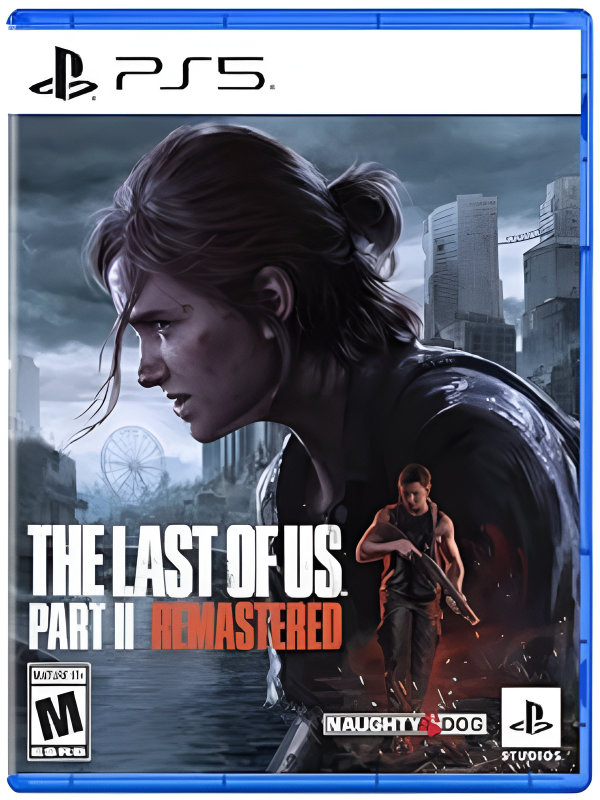 PS5
THE LAST OF US
PART II REMASTERED
M
NAUGHTY DOG
STUDIOS